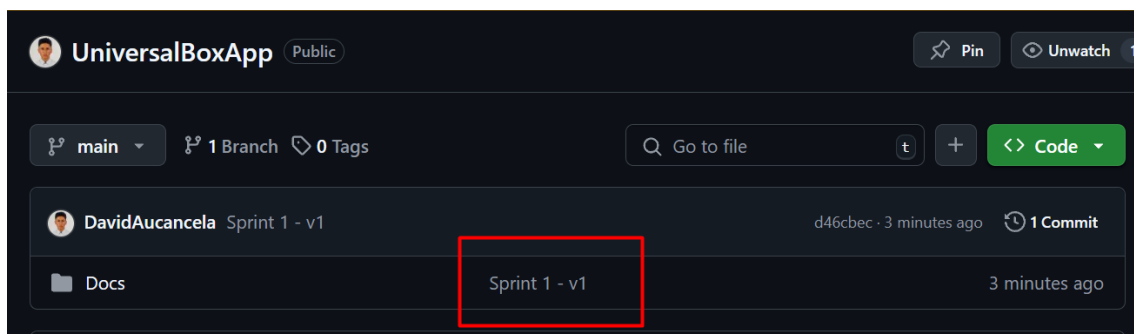 UniversalBoxApp Public Pin Unwatch 1
main 1 Branch 0 Tags Go to file t + Code
DavidAucancela Sprint 1 - v1 d46cbec · 3 minutes ago 1 Commit
Docs Sprint 1 - v1 3 minutes ago